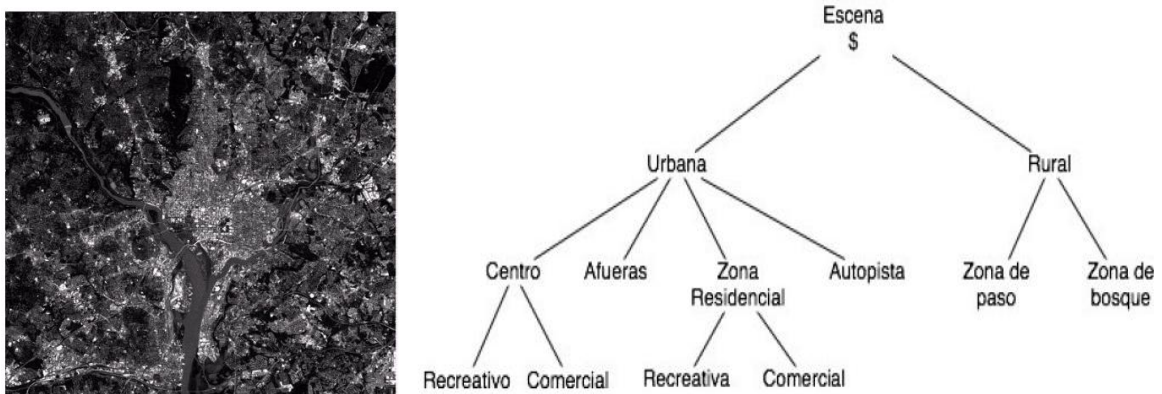 Escena
$
Urbana
Rural
Centro
Afueras
Zona
Residencial
Autopista
Zona de
paso
Zona de
bosque
Recreativo
Comercial
Recreativa
Comercial